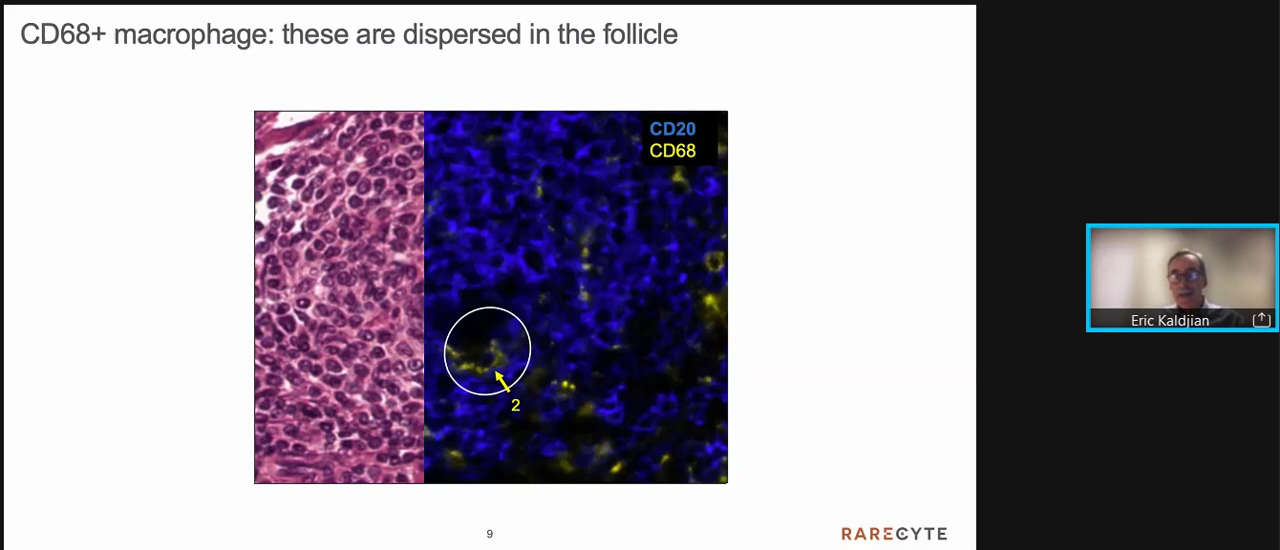 CD68+ macrophage: these are dispersed in the follicle
CD20
CD68
2
Eric Kaldjian
9
RARECYTE